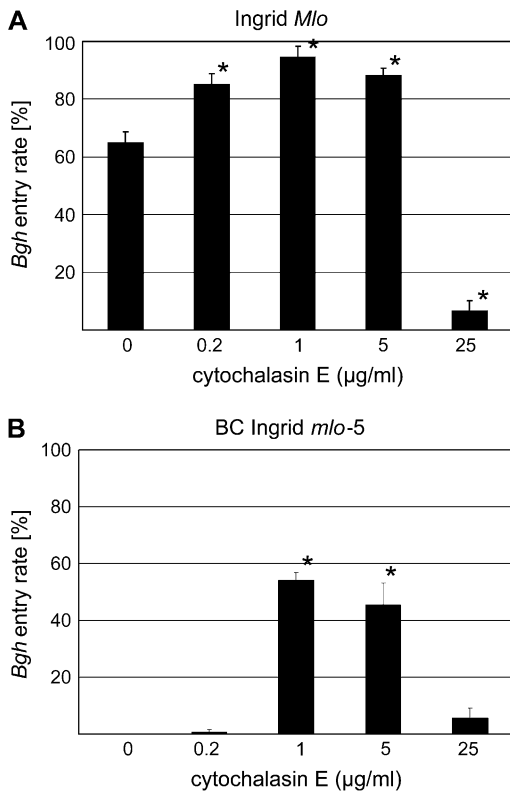 A
Ingrid Mlo
Bgh entry rate [%]
100
80
60
40
20
* * * *
0 0.2 1 5 25
cytochalasin E (µg/ml)
B
BC Ingrid mlo-5
Bgh entry rate [%]
100
80
60
40
20
* *
0 0.2 1 5 25
cytochalasin E (µg/ml)